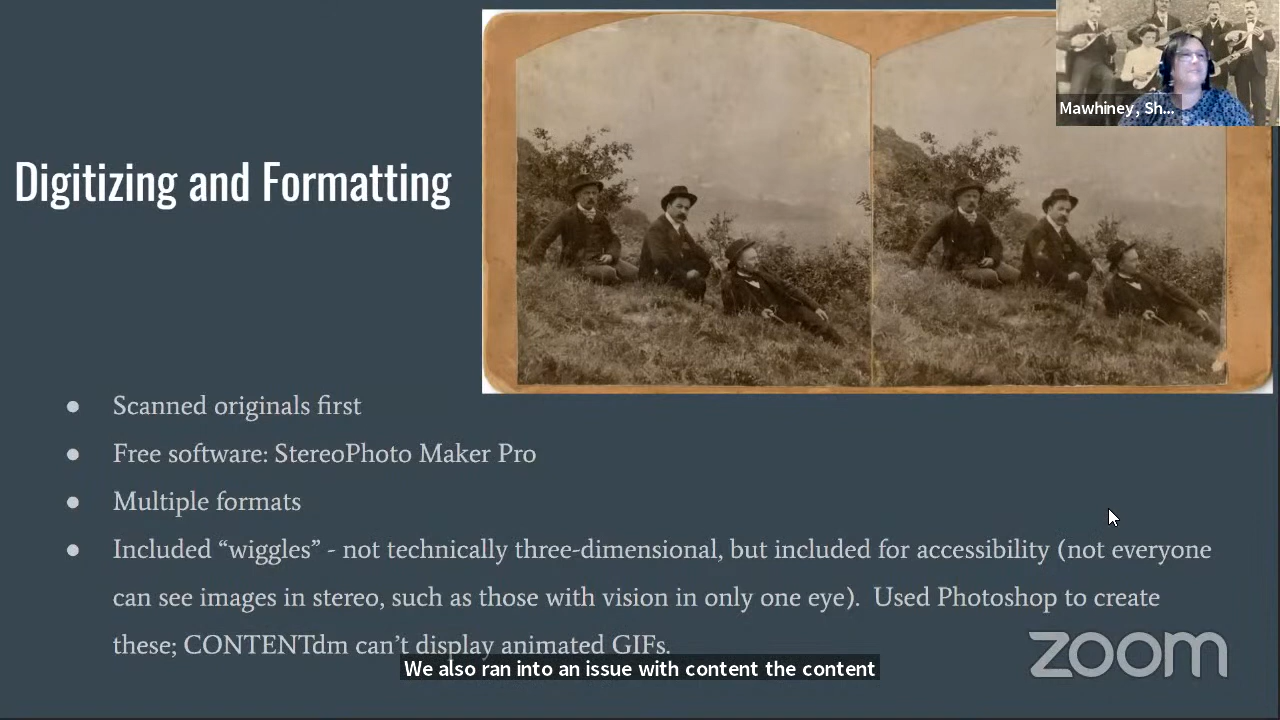 Mawhiney, Sh...
Digitizing and Formatting
● Scanned originals first
● Free software: StereoPhoto Maker Pro
● Multiple formats
● Included “wiggles” - not technically three-dimensional, but included for accessibility (not everyone
can see images in stereo, such as those with vision in only one eye).  Used Photoshop to create
these; CONTENTdm can’t display animated GIFs.
We also ran into an issue with content the content
zoom